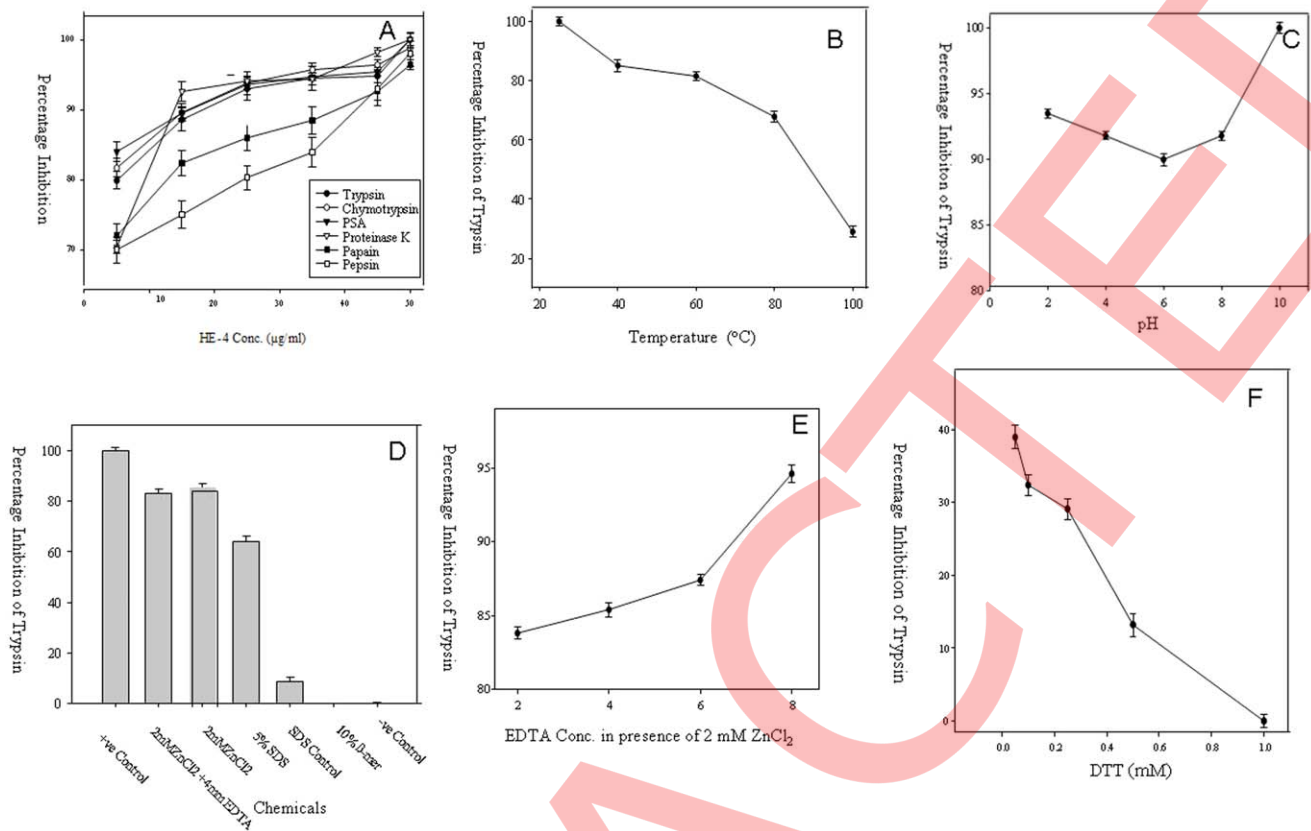 A
Percentage Inhibition
100
90
80
70
0
10
20
30
40
50
HE-4 Conc. (µg/ml)
Trypsin
Chymotrypsin
PSA
Proteinase K
Papain
Pepsin
B
Percentage Inhibition of Trypsin
100
80
60
40
20
20
40
60
80
100
Temperature (°C)
C
Percentage Inhibiton of Trypsin
100
95
90
85
80
0
2
4
6
8
10
pH
D
Percentage Inhibition of Trypsin
100
80
60
40
20
0
+ve Control
2mMZnCl2 +4mmEDTA
2mMZnCl2
5% SDS
SDS Control
10% ß-mer
-ve Control
Chemicals
E
Percentage Inhibition of Trypsin
95
90
85
80
2
4
6
8
EDTA Conc. in presence of 2 mM ZnCl₂
F
Percentage Inhibition of Trypsin
40
30
20
10
0
0.0
0.2
0.4
0.6
0.8
1.0
DTT (mM)